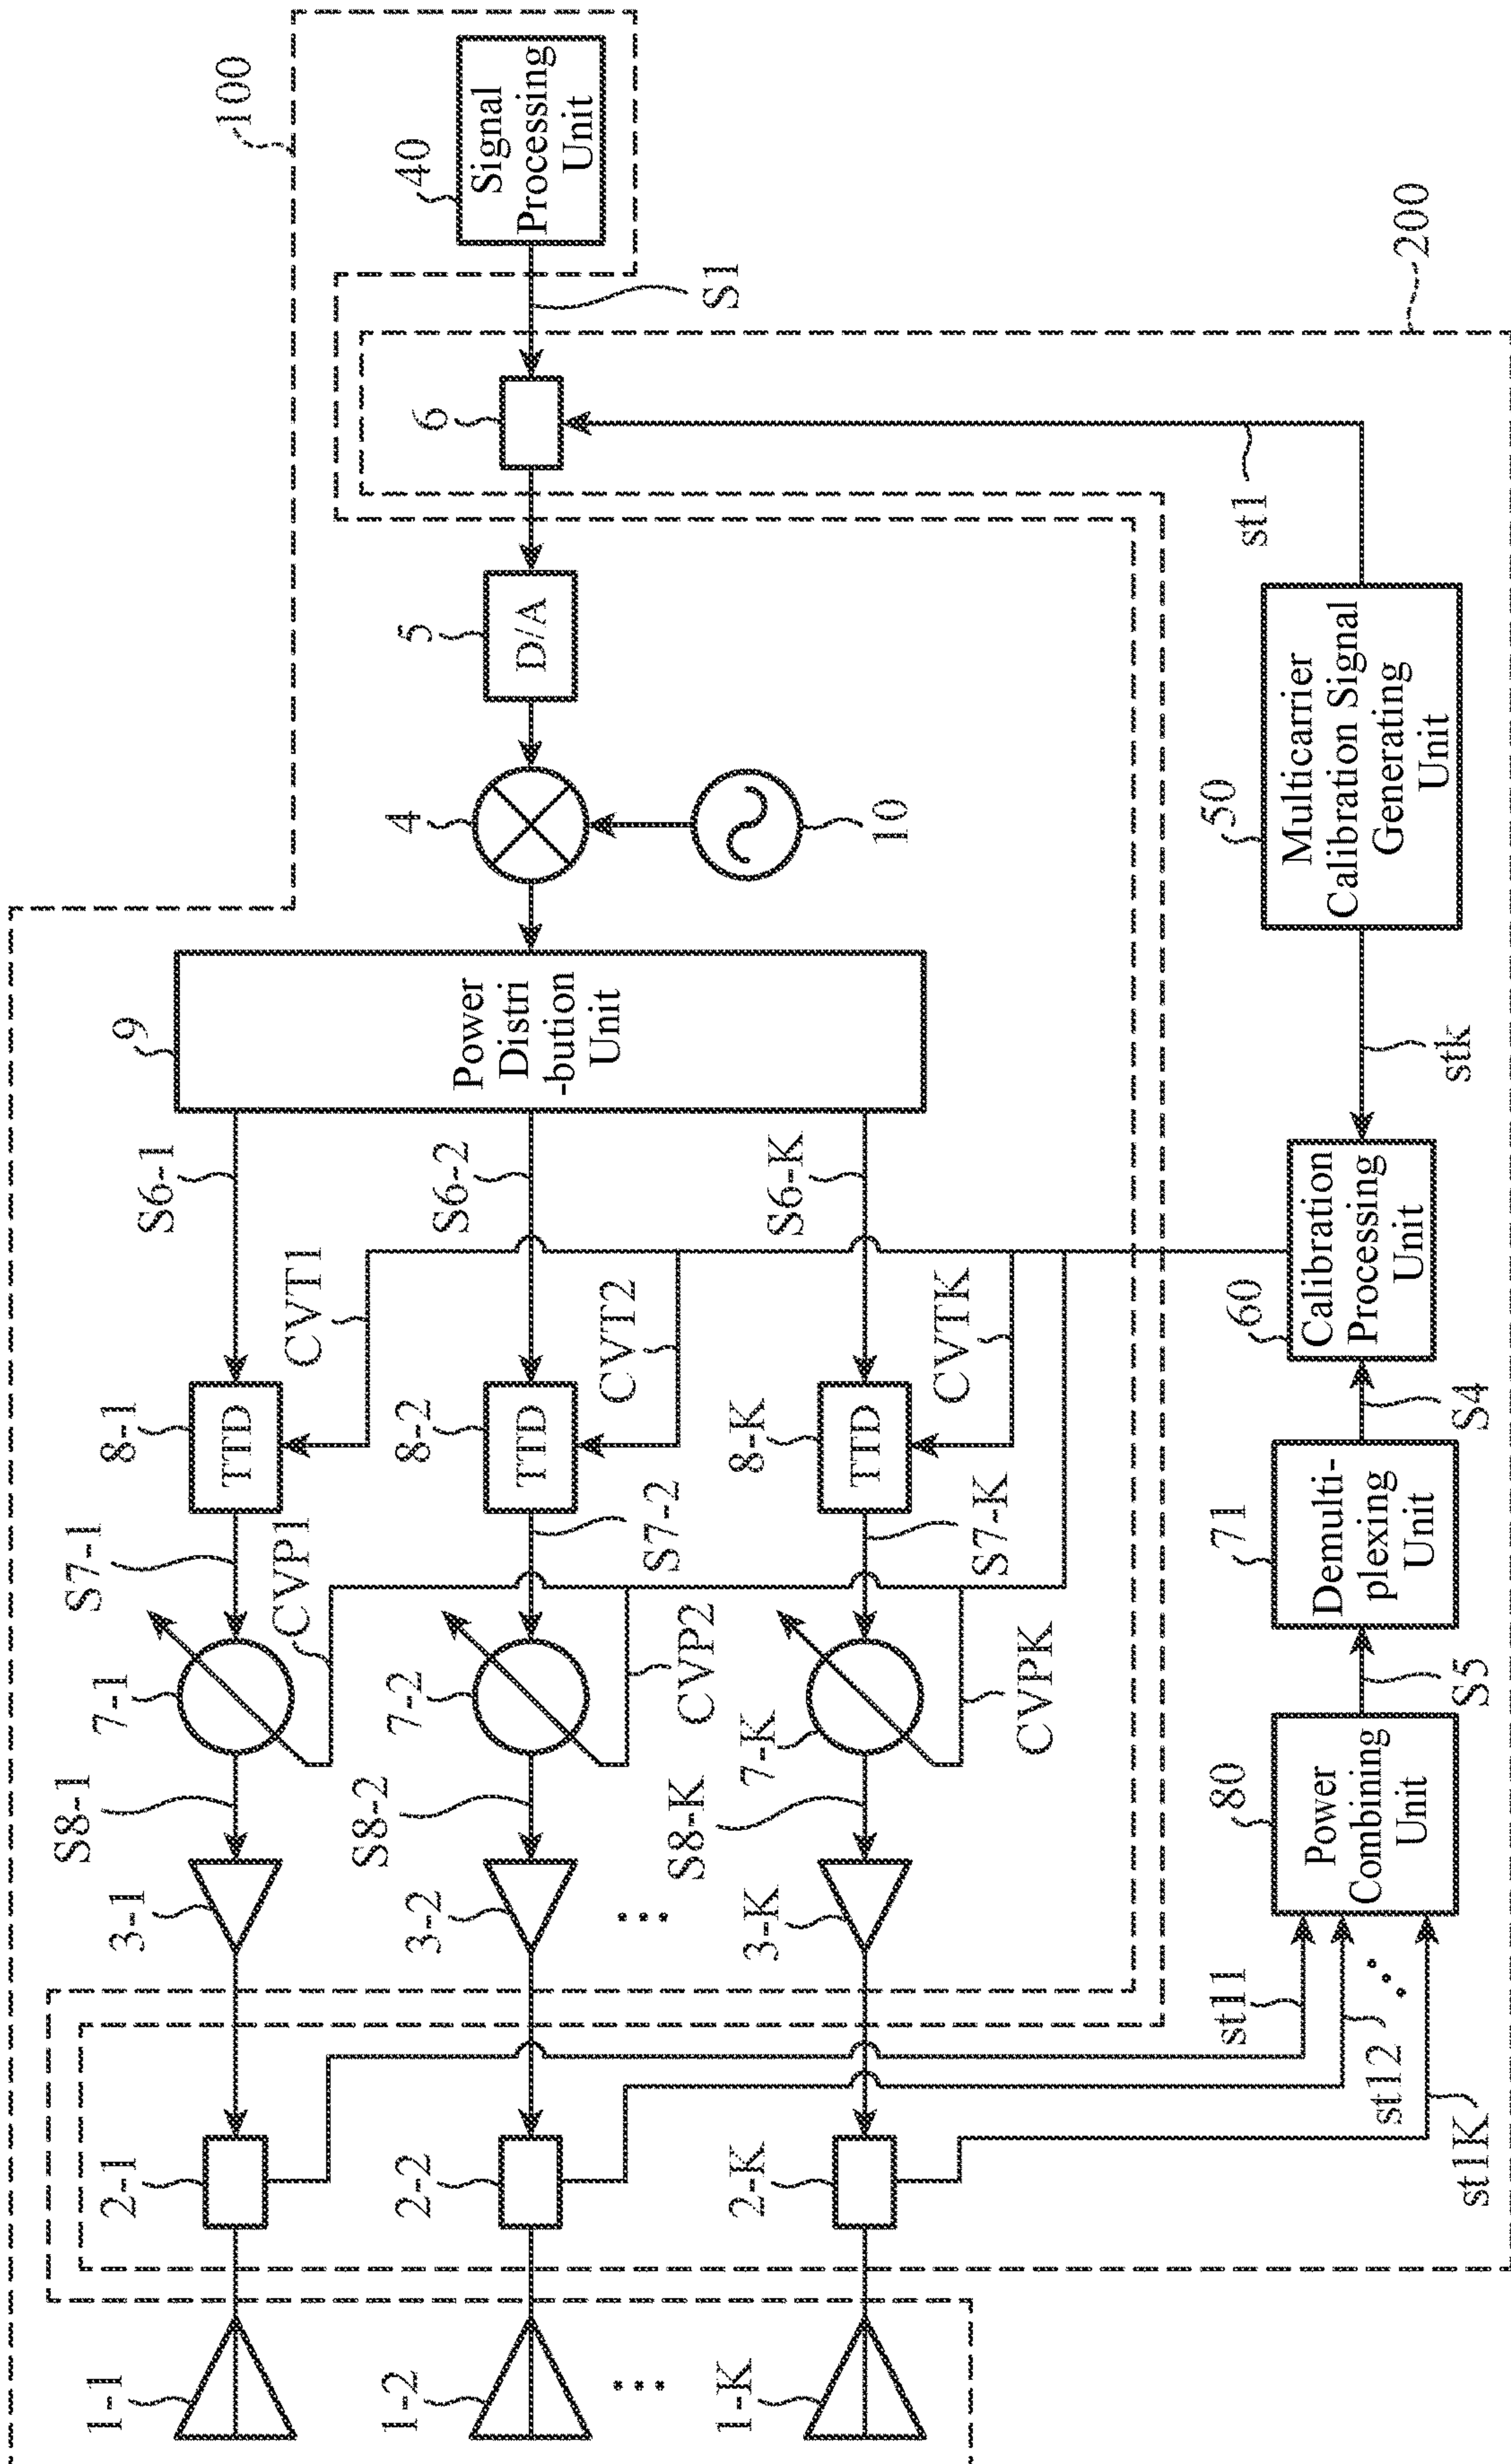 100
40
Signal
Processing
Unit
S1
200
6
st1
5
D/A
4
10
50
Multicarrier
Calibration Signal
Generating
Unit
stk
9
Power
Distri
-bution
Unit
S6-1
S6-2
S6-K
CVT1
CVT2
CVTK
60
Calibration
Processing
Unit
8-1
TTD
8-2
TTD
8-K
TTD
S4
S7-1
S7-2
S7-K
71
Demulti-
plexing
Unit
CVP1
CVP2
CVPK
7-1
7-2
7-K
S5
80
Power
Combining
Unit
S8-1
S8-2
S8-K
3-1
3-2
...
3-K
st11
st12
...
st1K
2-1
2-2
2-K
1-1
1-2
...
1-K